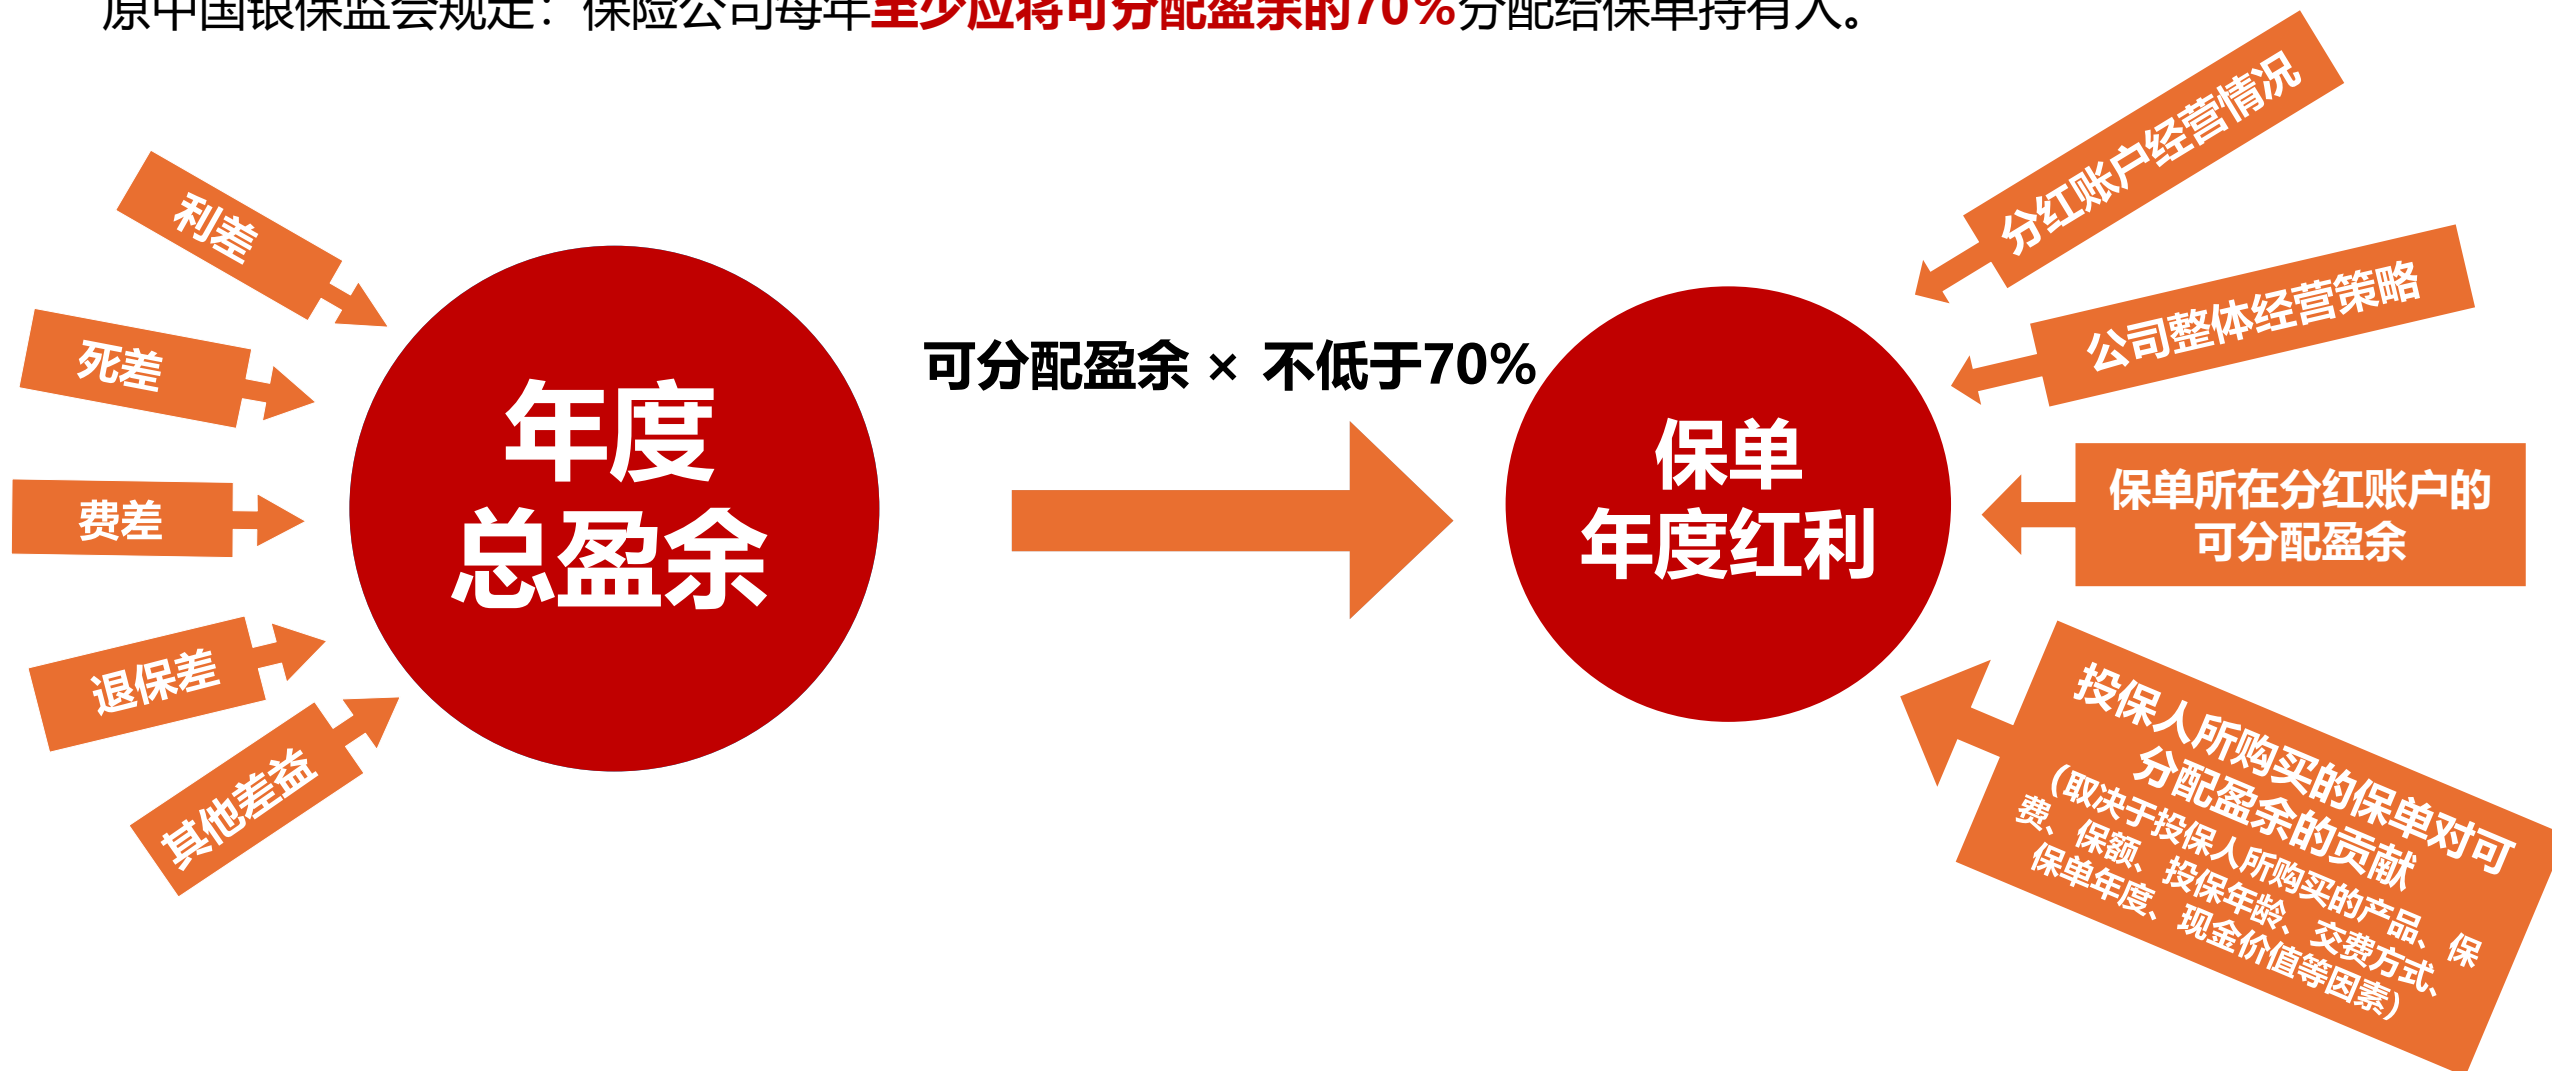 原中国银保监会规定：保险公司每年至少应将可分配盈余的70%分配给保单持有人。
利差
死差
费差
退保差
其他差益
年度
总盈余
可分配盈余 × 不低于70%
保单
年度红利
分红账户经营情况
公司整体经营策略
保单所在分红账户的
可分配盈余
投保人所购买的保单对可
分配盈余的贡献
（取决于投保人所购买的产品、保
费、保额、投保年龄、交费方式、
保单年度、现金价值等因素）